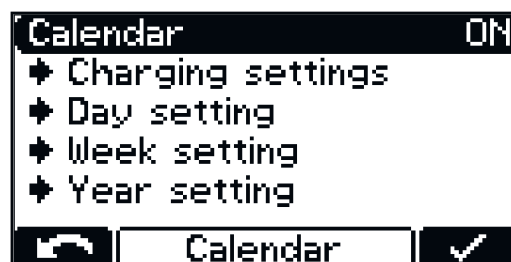 Calendar ON
Charging settings
Day setting
Week setting
Year setting
Calendar